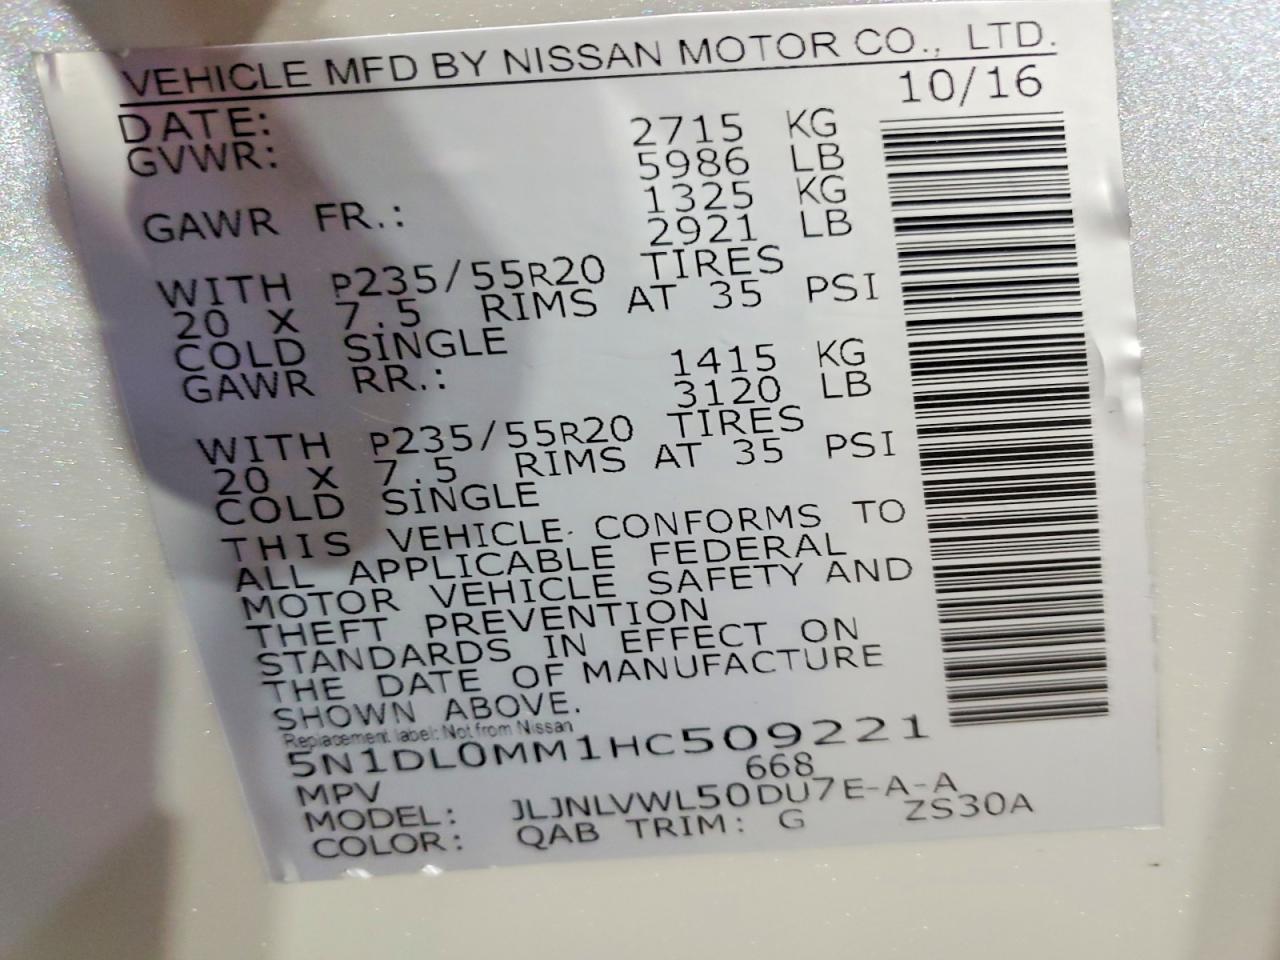 VEHICLE MFD BY NISSAN MOTOR CO., LTD.
DATE: 10/16
GVWR: 2715 KG
5986 LB
GAWR FR.: 1325 KG
2921 LB
WITH P235/55R20 TIRES
20 X 7.5 RIMS AT 35 PSI
COLD SINGLE
GAWR RR.: 1415 KG
3120 LB
WITH P235/55R20 TIRES
20 X 7.5 RIMS AT 35 PSI
COLD SINGLE
THIS VEHICLE CONFORMS TO
ALL APPLICABLE FEDERAL
MOTOR VEHICLE SAFETY AND
THEFT PREVENTION
STANDARDS IN EFFECT ON
THE DATE OF MANUFACTURE
SHOWN ABOVE.
Replacement label: Not from Nissan
5N1DL0MM1HC509221
MPV 668
MODEL: JLJNLVWL50DU7E-A-A
COLOR: QAB TRIM: G ZS30A